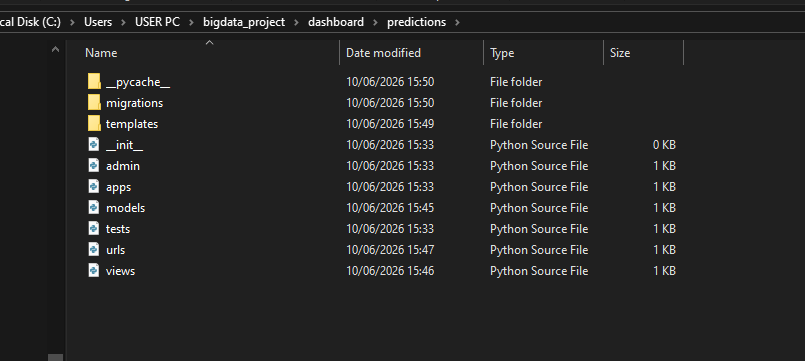 cal Disk (C:) > Users > USER PC > bigdata_project > dashboard > predictions >
Name Date modified Type Size
__pycache__ 10/06/2026 15:50 File folder
migrations 10/06/2026 15:50 File folder
templates 10/06/2026 15:49 File folder
__init__ 10/06/2026 15:33 Python Source File 0 KB
admin 10/06/2026 15:33 Python Source File 1 KB
apps 10/06/2026 15:33 Python Source File 1 KB
models 10/06/2026 15:45 Python Source File 1 KB
tests 10/06/2026 15:33 Python Source File 1 KB
urls 10/06/2026 15:47 Python Source File 1 KB
views 10/06/2026 15:46 Python Source File 1 KB